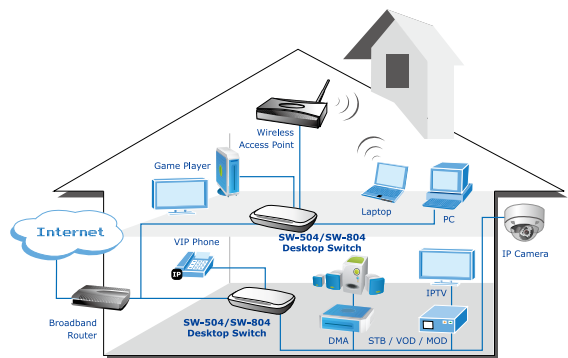 Wireless
Access Point
Game Player
Laptop
PC
SW-504/SW-804
Desktop Switch
Internet
VIP Phone
IP
IP Camera
IPTV
SW-504/SW-804
Desktop Switch
Broadband
Router
DMA
STB / VOD / MOD